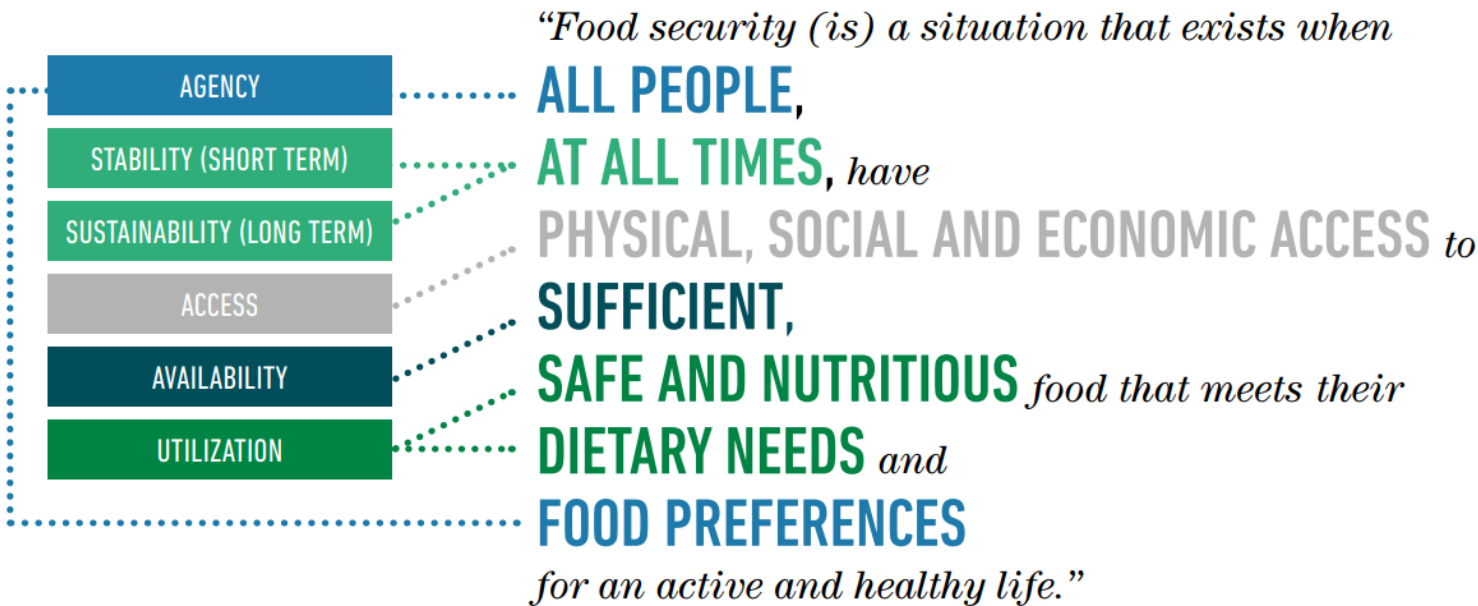 “Food security (is) a situation that exists when
AGENCY
ALL PEOPLE,
STABILITY (SHORT TERM)
AT ALL TIMES, have
SUSTAINABILITY (LONG TERM)
PHYSICAL, SOCIAL AND ECONOMIC ACCESS to
ACCESS
SUFFICIENT,
AVAILABILITY
SAFE AND NUTRITIOUS food that meets their
UTILIZATION
DIETARY NEEDS and
FOOD PREFERENCES
for an active and healthy life.”